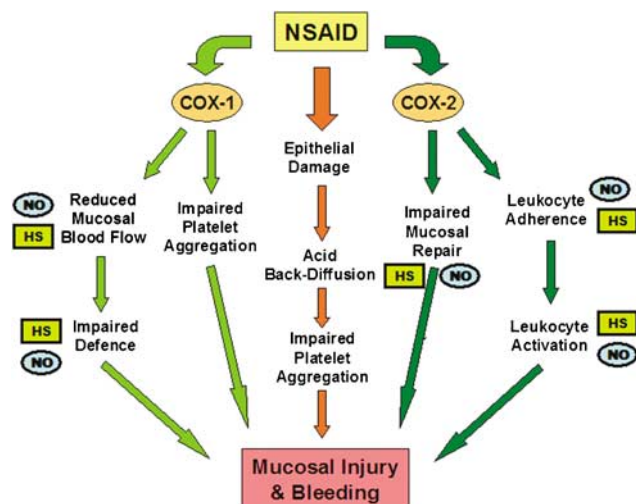 NSAID
COX-1
COX-2
Epithelial
Damage
NO
HS
Reduced
Mucosal
Blood Flow
Impaired
Platelet
Aggregation
Acid
Back-Diffusion
Impaired
Mucosal
Repair
HS
NO
Leukocyte
Adherence
NO
HS
HS
NO
Impaired
Defence
Impaired
Platelet
Aggregation
Leukocyte
Activation
HS
NO
Mucosal Injury
& Bleeding